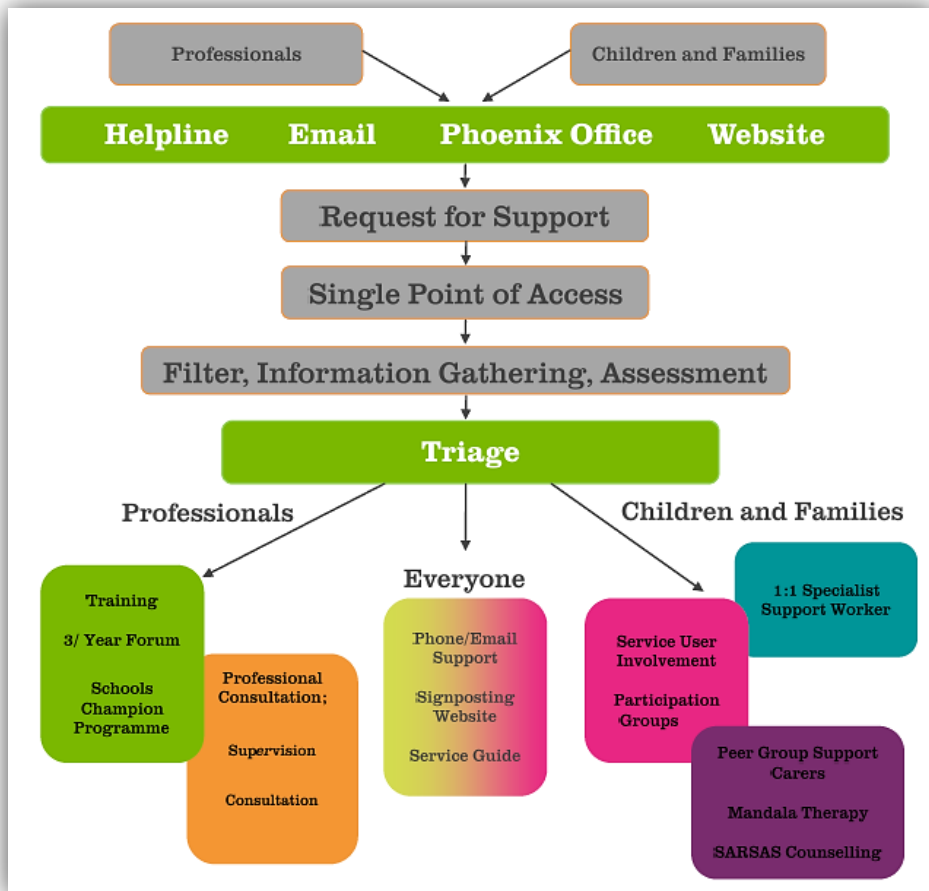 Professionals
Children and Families
Helpline Email Phoenix Office Website
Request for Support
Single Point of Access
Filter, Information Gathering, Assessment
Triage
Professionals
Children and Families
Everyone
Training
3/ Year Forum
Schools
Champion
Programme
Professional
Consultation;
Supervision
Consultation
Phone/Email
Support
Signposting
Website
Service Guide
Service User
Involvement
Participation
Groups
1:1 Specialist
Support Worker
Peer Group Support
Carers
Mandala Therapy
SARSAS Counselling